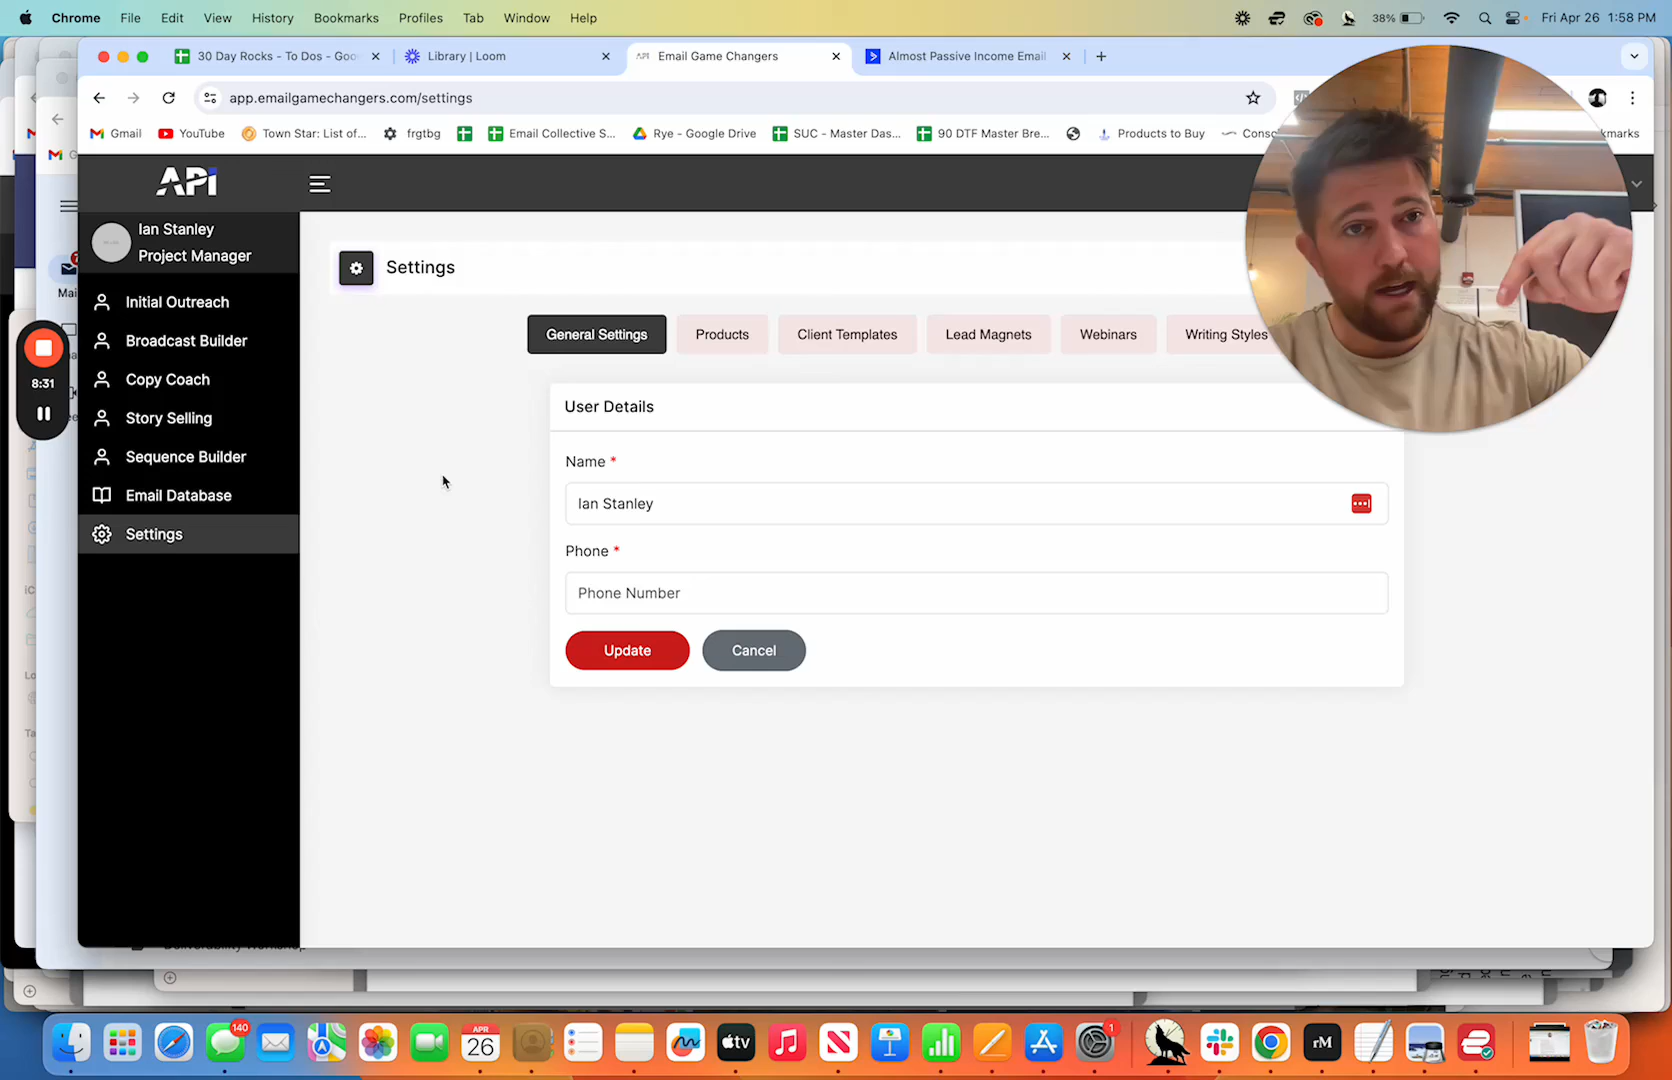 Chrome File Edit View History Bookmarks Profiles Tab Window Help 38% Fri Apr 26 1:58 PM
30 Day Rocks - To Dos - Goo
Library | Loom
Email Game Changers
Almost Passive Income Email
app.emailgamechangers.com/settings
Gmail YouTube Town Star: List of... frgtbg Email Collective S... Rye - Google Drive SUC - Master Das... 90 DTF Master Bre... Products to Buy Consc
kmarks
API
Ian Stanley
Project Manager
Initial Outreach
Broadcast Builder
Copy Coach
Story Selling
Sequence Builder
Email Database
Settings
8:31
Mai
Settings
General Settings Products Client Templates Lead Magnets Webinars Writing Styles
User Details
Name *
Ian Stanley
Phone *
Phone Number
Update Cancel
140
APR
26
tv
1
rM